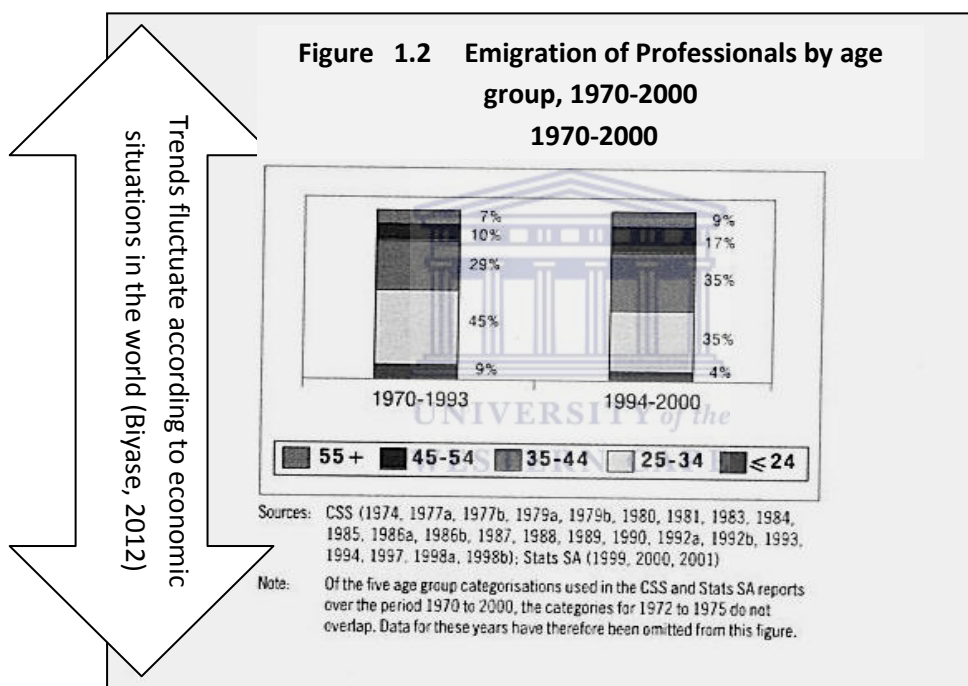 Trends fluctuate according to economic
situations in the world (Biyase, 2012)
Figure 1.2 Emigration of Professionals by age
group, 1970-2000
1970-2000
7%
10%
29%
45%
9%
9%
17%
35%
35%
4%
1970-1993
1994-2000
UNIVERSITY of the
WESTERN CAPE
55+ 45-54 35-44 25-34 ≤24
Sources: CSS (1974, 1977a, 1977b, 1979a, 1979b, 1980, 1981, 1983, 1984,
1985, 1986a, 1986b, 1987, 1988, 1989, 1990, 1992a, 1992b, 1993,
1994, 1997, 1998a, 1998b); Stats SA (1999, 2000, 2001)
Note: Of the five age group categorisations used in the CSS and Stats SA reports
over the period 1970 to 2000, the categories for 1972 to 1975 do not
overlap. Data for these years have therefore been omitted from this figure.